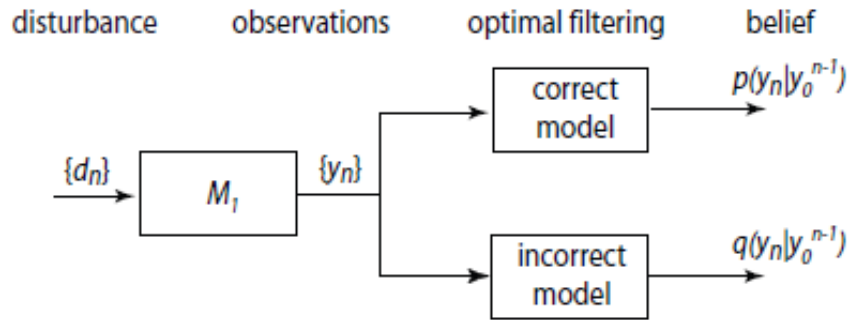 disturbance observations optimal filtering belief
correct
model
p(yₙ|y₀ⁿ⁻¹)
{dₙ}
M₁
{yₙ}
incorrect
model
q(yₙ|y₀ⁿ⁻¹)